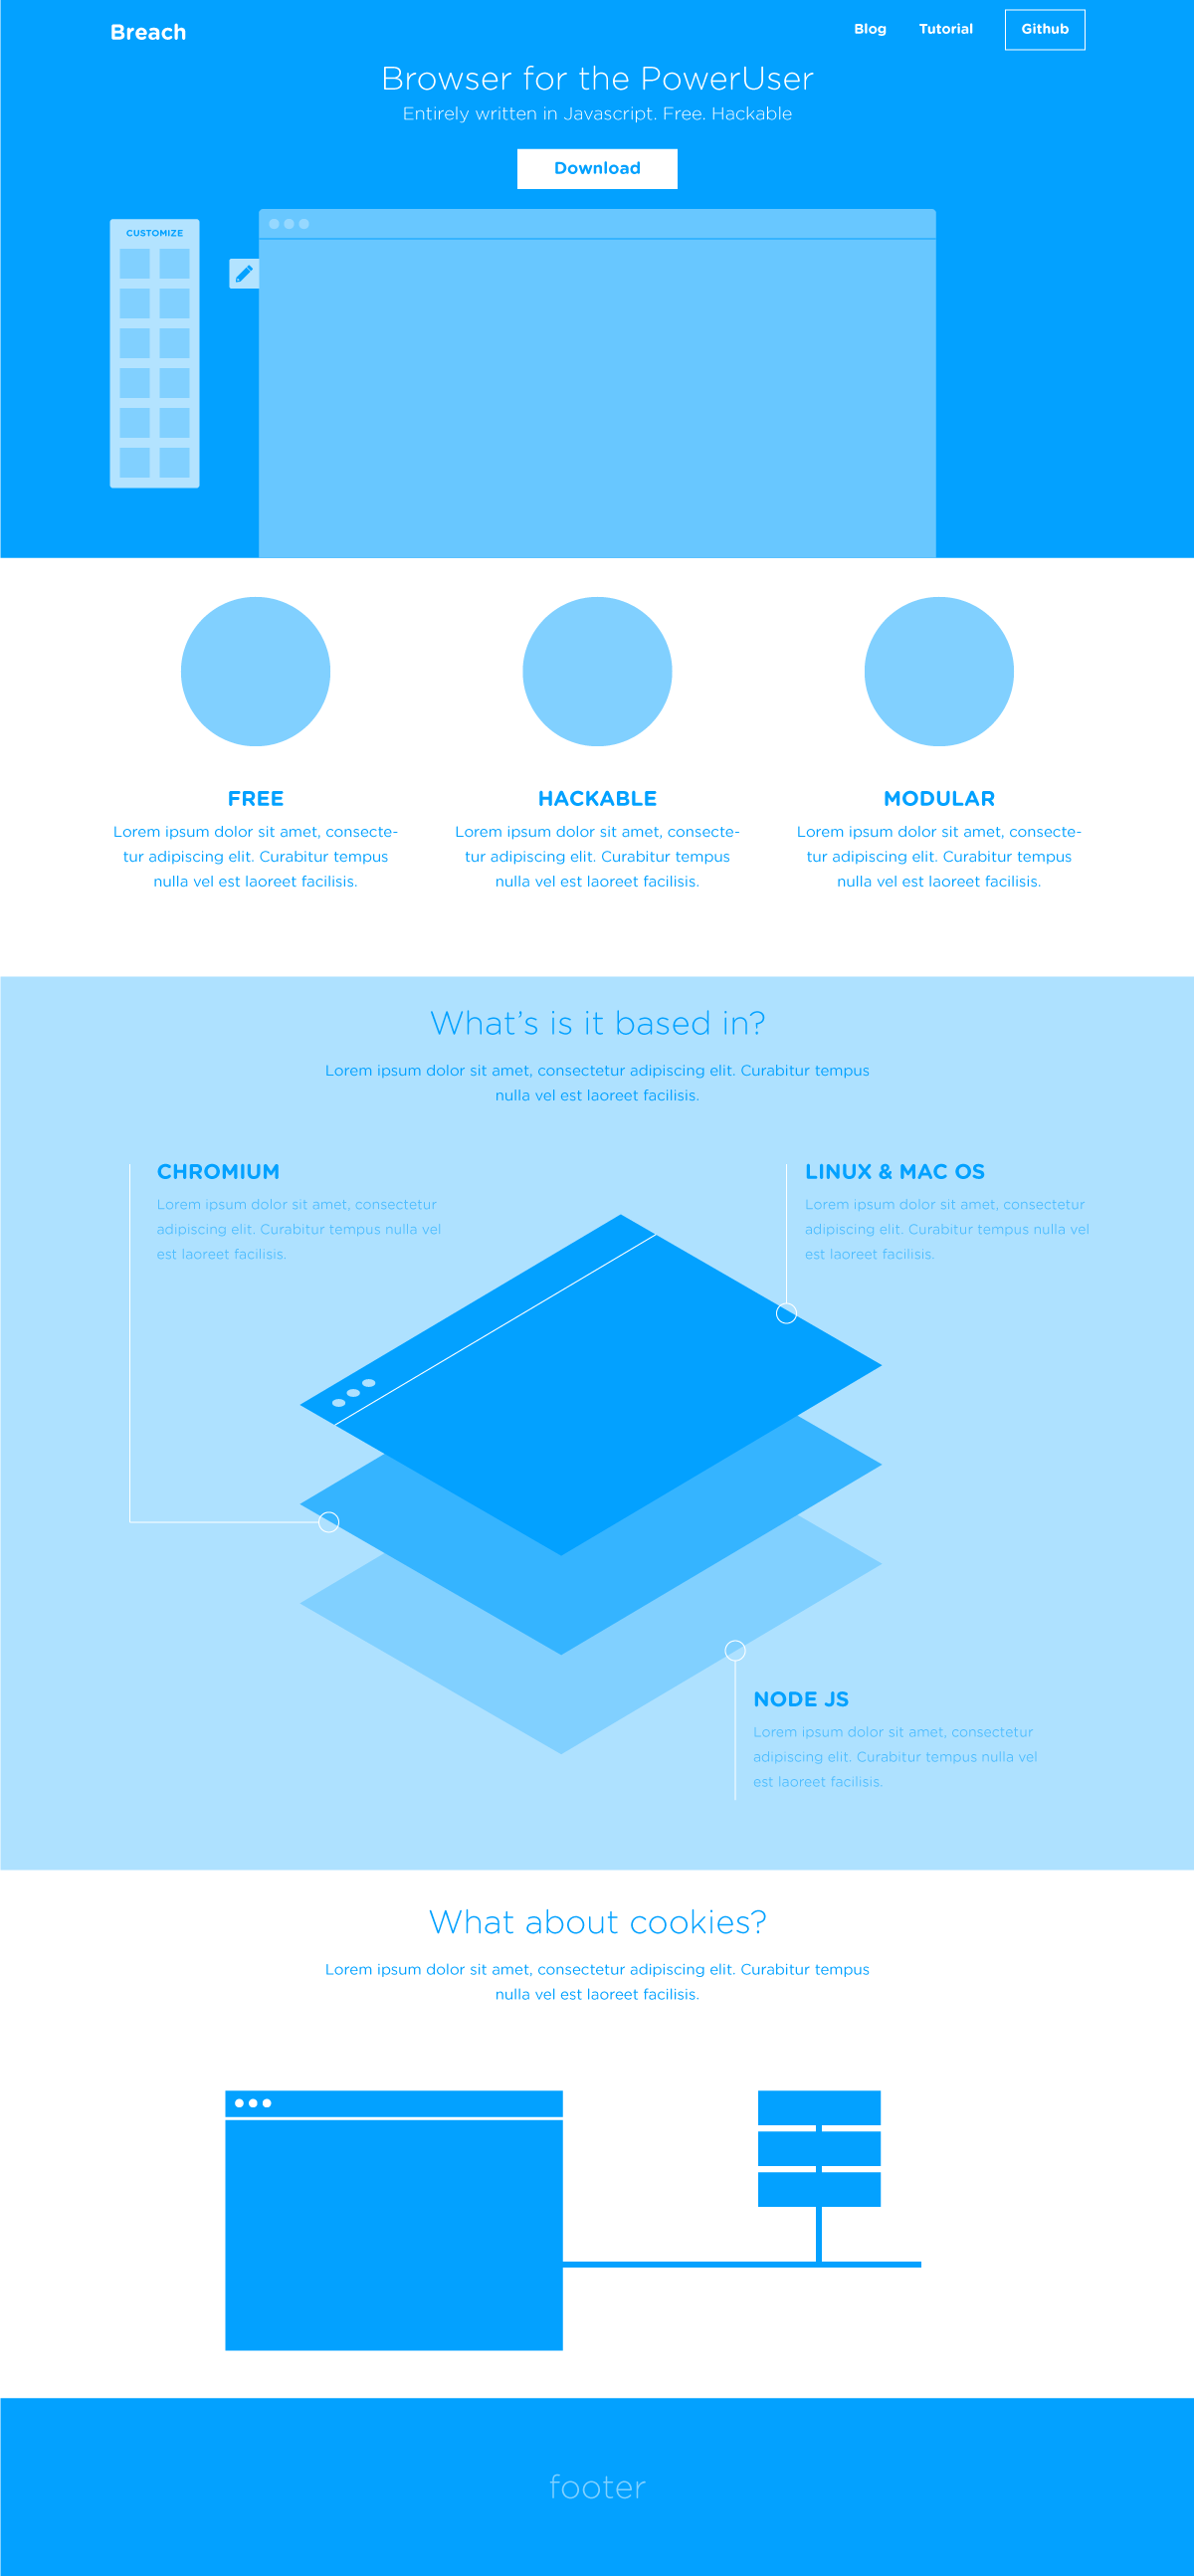 Breach
Blog
Tutorial
Github
Browser for the PowerUser
Entirely written in Javascript. Free. Hackable
Download
CUSTOMIZE
FREE
Lorem ipsum dolor sit amet, consecte-
tur adipiscing elit. Curabitur tempus
nulla vel est laoreet facilisis.
HACKABLE
Lorem ipsum dolor sit amet, consecte-
tur adipiscing elit. Curabitur tempus
nulla vel est laoreet facilisis.
MODULAR
Lorem ipsum dolor sit amet, consecte-
tur adipiscing elit. Curabitur tempus
nulla vel est laoreet facilisis.
What’s is it based in?
Lorem ipsum dolor sit amet, consectetur adipiscing elit. Curabitur tempus
nulla vel est laoreet facilisis.
CHROMIUM
Lorem ipsum dolor sit amet, consectetur
adipiscing elit. Curabitur tempus nulla vel
est laoreet facilisis.
LINUX & MAC OS
Lorem ipsum dolor sit amet, consectetur
adipiscing elit. Curabitur tempus nulla vel
est laoreet facilisis.
NODE JS
Lorem ipsum dolor sit amet, consectetur
adipiscing elit. Curabitur tempus nulla vel
est laoreet facilisis.
What about cookies?
Lorem ipsum dolor sit amet, consectetur adipiscing elit. Curabitur tempus
nulla vel est laoreet facilisis.
footer